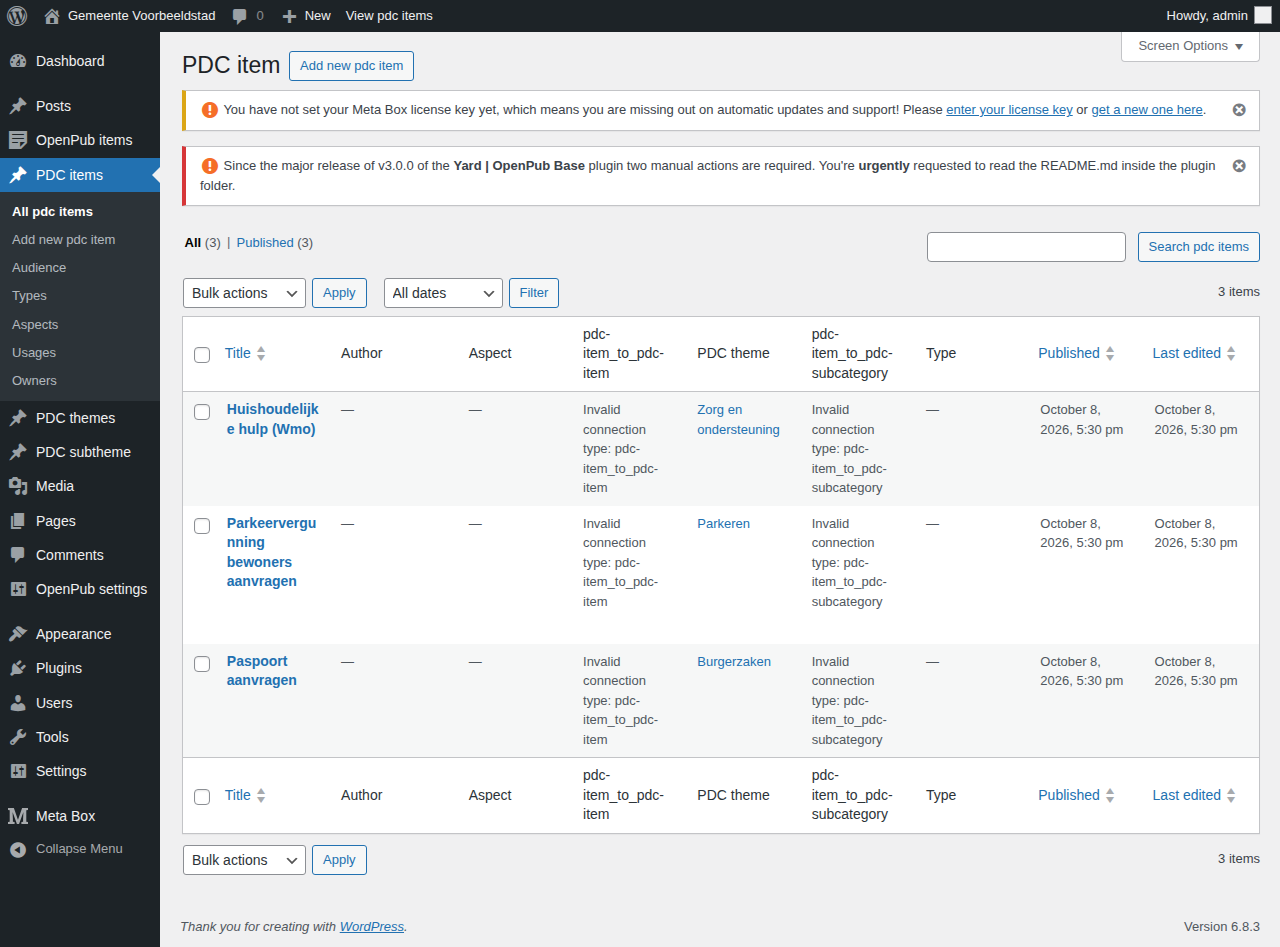 Gemeente Voorbeeldstad 0 New View pdc items Howdy, admin
Dashboard
Posts
OpenPub items
PDC items
All pdc items
Add new pdc item
Audience
Types
Aspects
Usages
Owners
PDC themes
PDC subtheme
Media
Pages
Comments
OpenPub settings
Appearance
Plugins
Users
Tools
Settings
Meta Box
Collapse Menu
Screen Options
PDC item Add new pdc item
You have not set your Meta Box license key yet, which means you are missing out on automatic updates and support! Please enter your license key or get a new one here.
Since the major release of v3.0.0 of the Yard | OpenPub Base plugin two manual actions are required. You're urgently requested to read the README.md inside the plugin
folder.
All (3) | Published (3)
Search pdc items
Bulk actions Apply All dates Filter 3 items
Title Author Aspect pdc-
item_to_pdc-
item PDC theme pdc-
item_to_pdc-
subcategory Type Published Last edited
Huishoudelijk
e hulp (Wmo)
—
—
Invalid
connection
type: pdc-
item_to_pdc-
item
Zorg en
ondersteuning
Invalid
connection
type: pdc-
item_to_pdc-
subcategory
—
October 8,
2026, 5:30 pm
October 8,
2026, 5:30 pm
Parkeervergu
nning
bewoners
aanvragen
—
—
Invalid
connection
type: pdc-
item_to_pdc-
item
Parkeren
Invalid
connection
type: pdc-
item_to_pdc-
subcategory
—
October 8,
2026, 5:30 pm
October 8,
2026, 5:30 pm
Paspoort
aanvragen
—
—
Invalid
connection
type: pdc-
item_to_pdc-
item
Burgerzaken
Invalid
connection
type: pdc-
item_to_pdc-
subcategory
—
October 8,
2026, 5:30 pm
October 8,
2026, 5:30 pm
Title Author Aspect pdc-
item_to_pdc-
item PDC theme pdc-
item_to_pdc-
subcategory Type Published Last edited
Bulk actions Apply 3 items
Thank you for creating with WordPress. Version 6.8.3